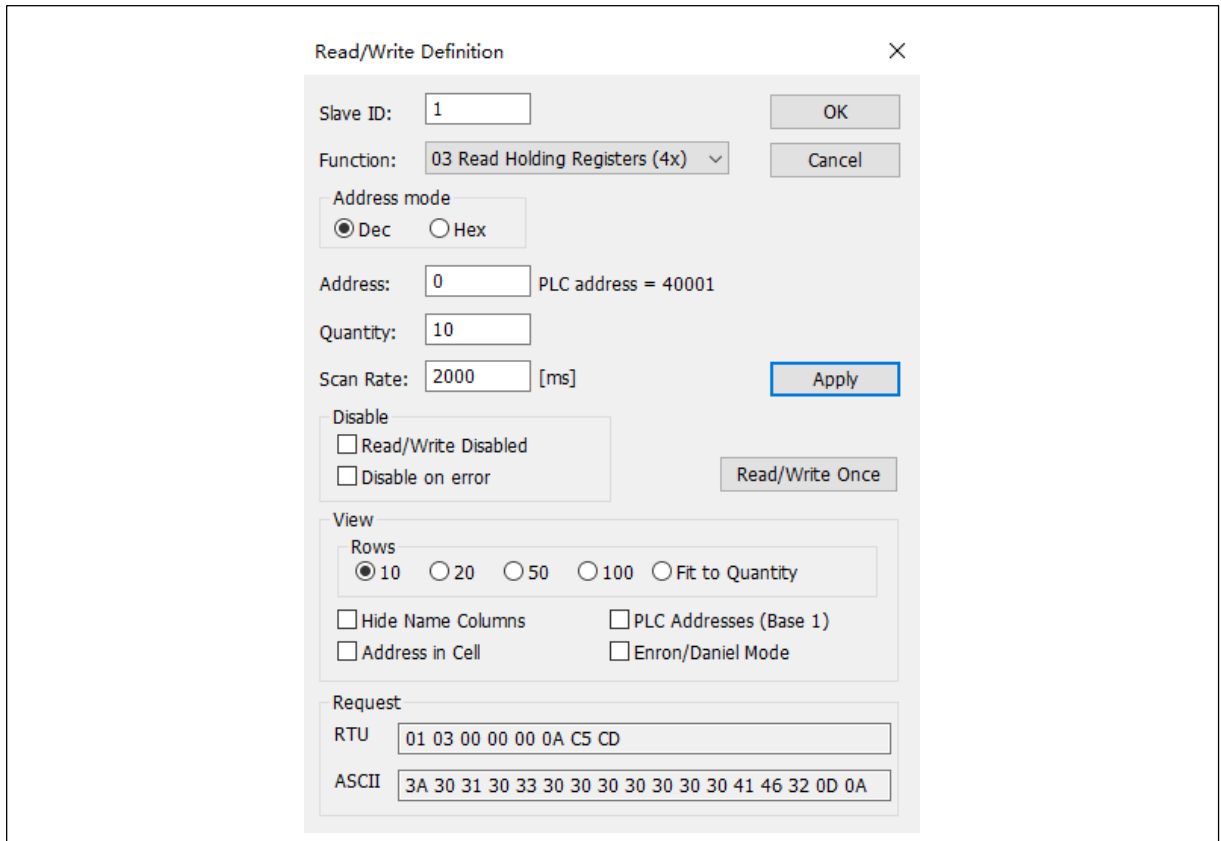 Read/Write Definition
Slave ID: 1 OK
Function: 03 Read Holding Registers (4x) Cancel
Address mode
Dec Hex
Address: 0 PLC address = 40001
Quantity: 10
Scan Rate: 2000 [ms] Apply
Disable
Read/Write Disabled
Disable on error
Read/Write Once
View
Rows
10 20 50 100 Fit to Quantity
Hide Name Columns PLC Addresses (Base 1)
Address in Cell Enron/Daniel Mode
Request
RTU 01 03 00 00 00 0A C5 CD
ASCII 3A 30 31 30 33 30 30 30 30 30 30 30 41 46 32 0D 0A